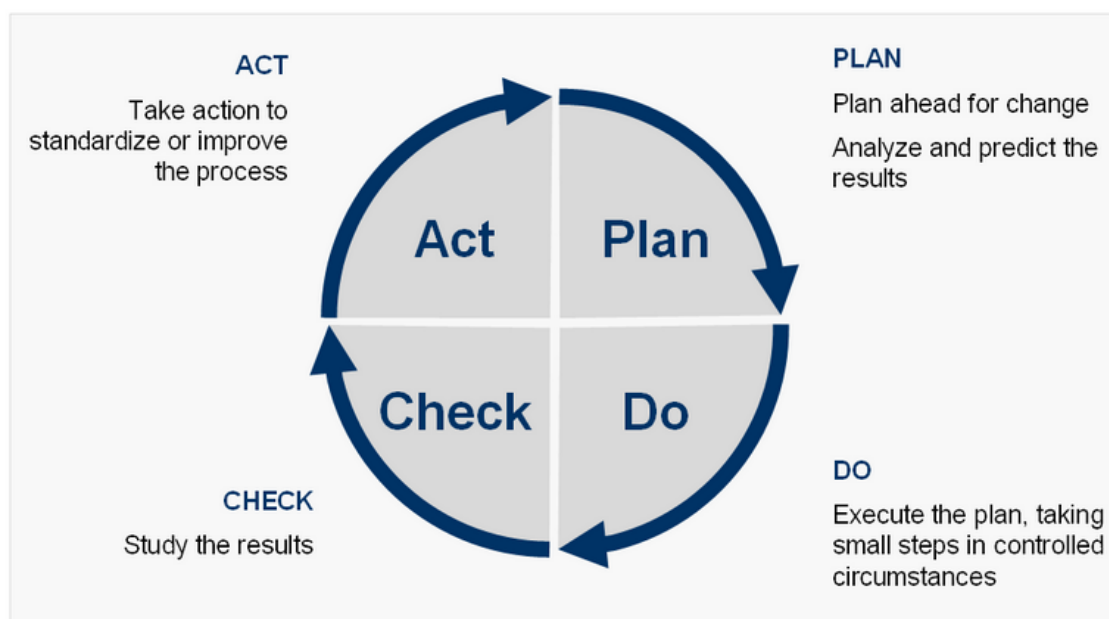 ACT
Take action to
standardize or improve
the process
PLAN
Plan ahead for change
Analyze and predict the
results
Act
Plan
Check
Do
CHECK
Study the results
DO
Execute the plan, taking
small steps in controlled
circumstances